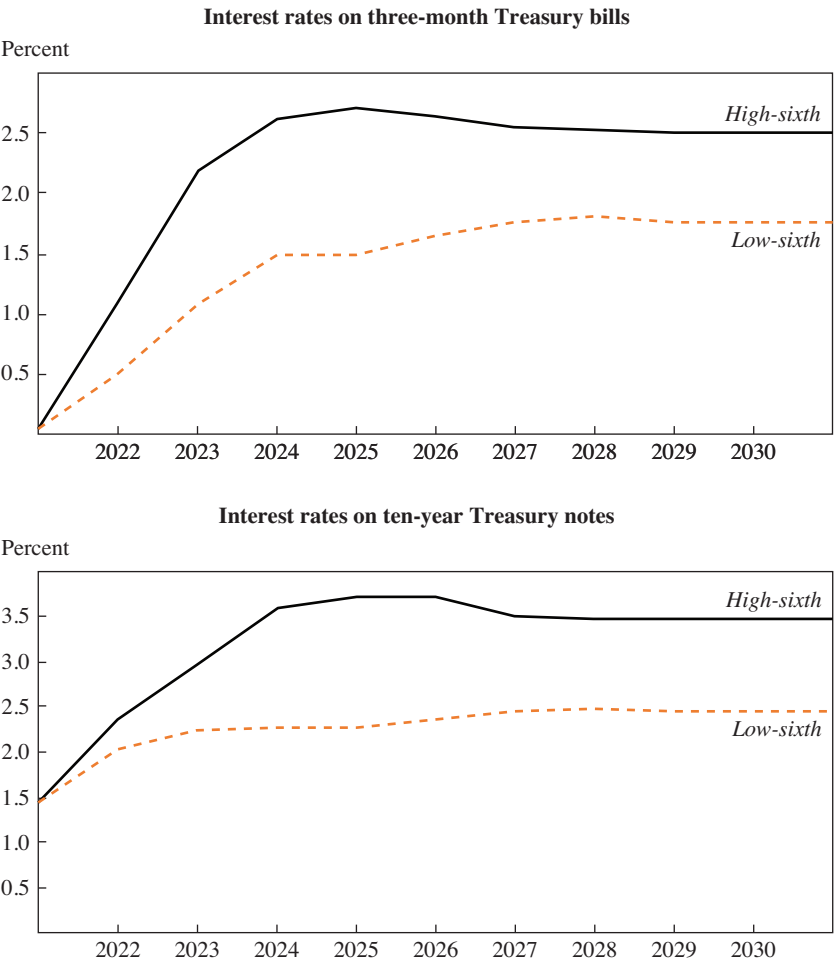 Interest rates on three-month Treasury bills
Percent
High-sixth
2.5
2.0
Low-sixth
1.5
1.0
0.5
2022 2023 2024 2025 2026 2027 2028 2029 2030
Interest rates on ten-year Treasury notes
Percent
High-sixth
3.5
3.0
2.5
Low-sixth
2.0
1.5
1.0
0.5
2022 2023 2024 2025 2026 2027 2028 2029 2030